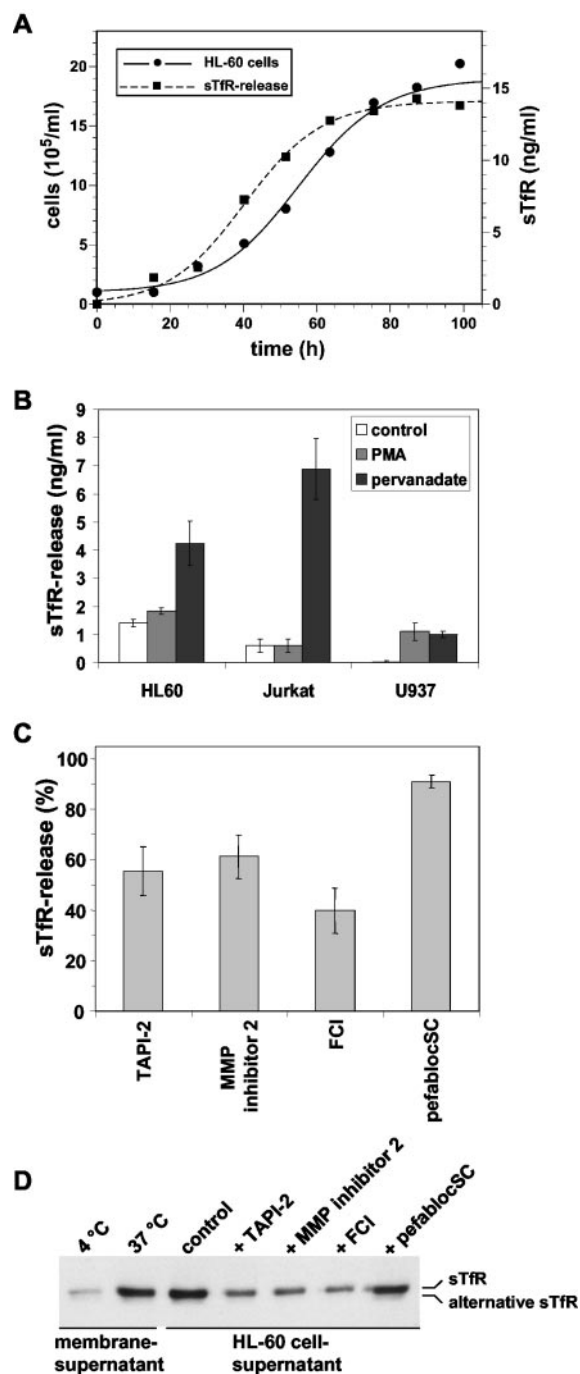 A
HL-60 cells
sTfR-release
cells (10⁵/ml)
20
15
10
5
0
sTfR (ng/ml)
15
10
5
0
0 20 40 60 80 100
time (h)
B
control
PMA
pervanadate
sTfR-release (ng/ml)
9
8
7
6
5
4
3
2
1
0
HL60 Jurkat U937
C
sTfR-release (%)
100
80
60
40
20
0
TAPI-2
MMP
inhibitor 2
FCI
pefablocSC
D
4 °C
37 °C
control
+ TAPI-2
+ MMP inhibitor 2
+ FCI
+ pefablocSC
sTfR
alternative sTfR
membrane-
supernatant
HL-60 cell-
supernatant